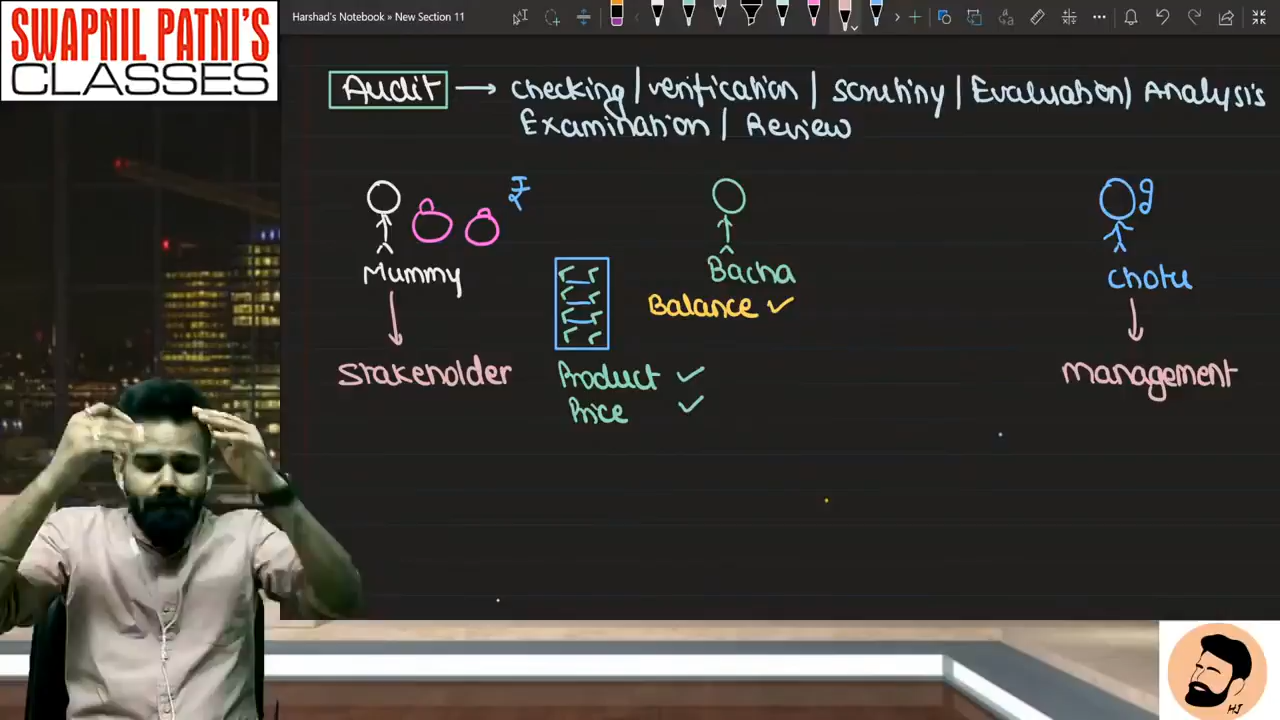 SWAPNIL PATNI'S
CLASSES
Harshad's Notebook » New Section 11
Audit → checking | verification | scrutiny | Evaluation | Analysis
Examination | Review
₹
Mummy
Bacha
chotu
Balance ✓
stakeholder
Product ✓
Price ✓
management
HJ